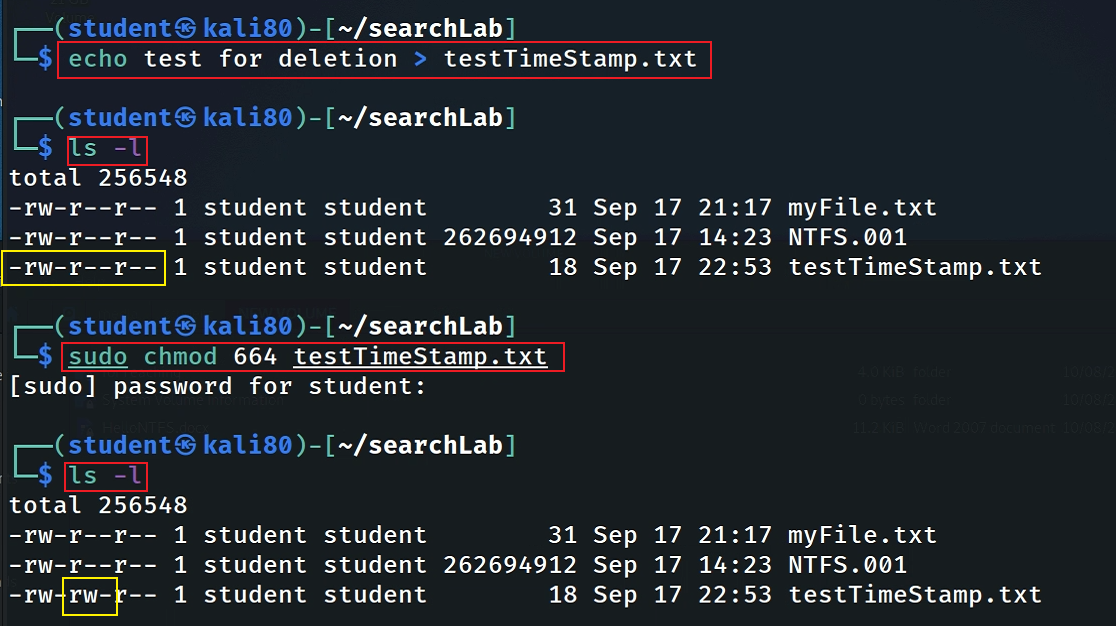 (student㉿kali80)-[~/searchLab]
$ echo test for deletion > testTimeStamp.txt
(student㉿kali80)-[~/searchLab]
$ ls -l
total 256548
-rw-r--r-- 1 student student        31 Sep 17 21:17 myFile.txt
-rw-r--r-- 1 student student 262694912 Sep 17 14:23 NTFS.001
-rw-r--r-- 1 student student        18 Sep 17 22:53 testTimeStamp.txt
(student㉿kali80)-[~/searchLab]
$ sudo chmod 664 testTimeStamp.txt
[sudo] password for student:
(student㉿kali80)-[~/searchLab]
$ ls -l
total 256548
-rw-r--r-- 1 student student        31 Sep 17 21:17 myFile.txt
-rw-r--r-- 1 student student 262694912 Sep 17 14:23 NTFS.001
-rw-rw-r-- 1 student student        18 Sep 17 22:53 testTimeStamp.txt